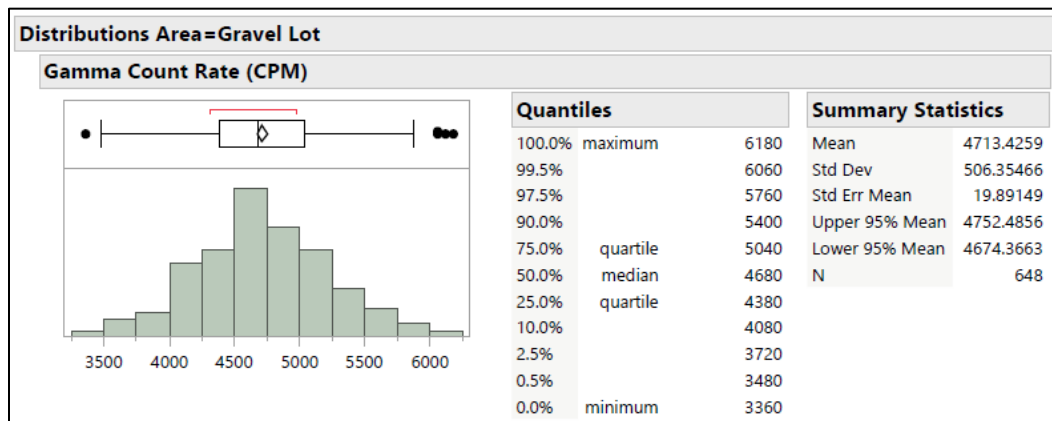 Distributions Area=Gravel Lot
Gamma Count Rate (CPM)
3500 4000 4500 5000 5500 6000
Quantiles
100.0% maximum 6180
99.5% 6060
97.5% 5760
90.0% 5400
75.0% quartile 5040
50.0% median 4680
25.0% quartile 4380
10.0% 4080
2.5% 3720
0.5% 3480
0.0% minimum 3360
Summary Statistics
Mean 4713.4259
Std Dev 506.35466
Std Err Mean 19.89149
Upper 95% Mean 4752.4856
Lower 95% Mean 4674.3663
N 648